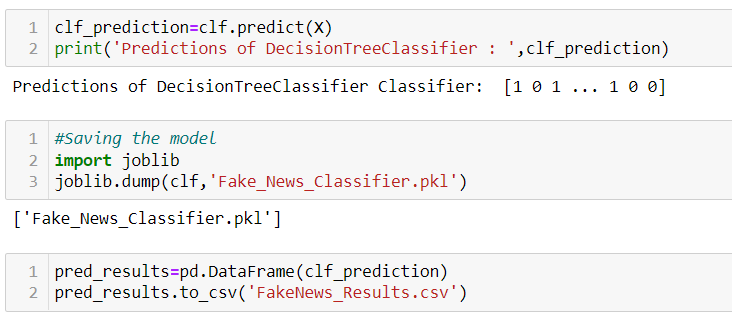 1 clf_prediction=clf.predict(X)
2 print('Predictions of DecisionTreeClassifier : ',clf_prediction)
Predictions of DecisionTreeClassifier Classifier:  [1 0 1 ... 1 0 0]
1 #Saving the model
2 import joblib
3 joblib.dump(clf,'Fake_News_Classifier.pkl')
['Fake_News_Classifier.pkl']
1 pred_results=pd.DataFrame(clf_prediction)
2 pred_results.to_csv('FakeNews_Results.csv')